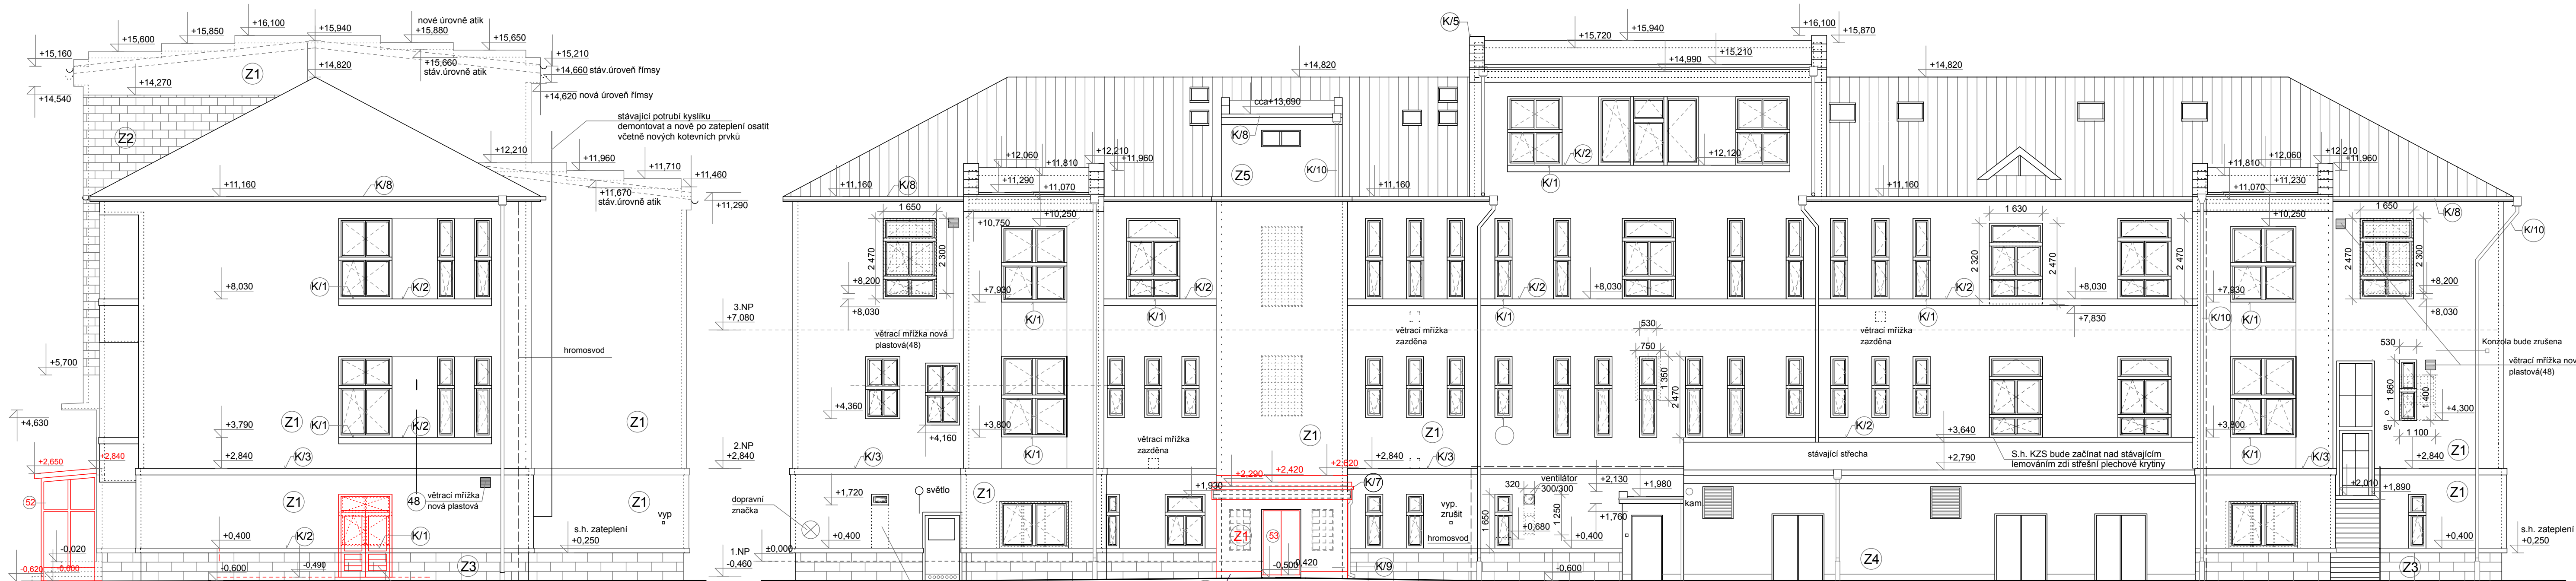 +16,100
+15,940
nové úrovně atik
+15,880
+15,850
+15,600
+15,650
+15,160
+15,210
+15,660
stáv.úrovně atik
+14,660 stáv.úroveň římsy
Z1
+14,820
+14,270
+14,540
+14,620 nová úroveň římsy
stávající potrubí kyslíku
demontovat a nově po zateplení osatit
včetně nových kotevních prvků
Z2
+12,210
+11,960
+11,710
+11,460
+11,670
stáv.úrovně atik
+11,290
+11,160
K/8
+8,030
K/1
K/2
hromosvod
+5,700
+4,630
+3,790
Z1
K/1
K/2
Z1
+2,840
K/3
+2,650
+2,840
52
Z1
48
větrací mřížka
nová plastová
Z1
vyp
s.h. zateplení
+0,250
+0,400
K/2
K/1
-0,020
-0,620
-0,600
-0,600
-0,490
Z3
K/5
+15,720
+15,940
+16,100
+15,870
+15,210
+14,990
+14,820
+14,820
cca+13,690
K/8
K/10
Z5
K/2
+12,120
K/1
+12,060
+11,810
+12,210
+11,960
+11,290
+11,070
+11,160
K/8
+11,160
+11,160
+12,210
+12,060
+11,960
+11,810
+11,230
+11,070
1 650
+10,750
+10,250
2 470
2 300
+8,200
+8,030
+7,930
K/2
K/1
K/1
větrací mřížka nová
plastová(48)
3.NP
+7,080
větrací mřížka
zazděna
K/1
K/2
+8,030
K/2
K/1
1 630
2 320
2 470
+8,030
+7,830
2 470
+10,250
+7,930
K/10
K/1
1 650
K/8
K/10
2 470
2 300
+8,200
+8,030
větrací mřížka
zazděna
530
750
1 350
2 470
530
Konzola bude zrušena
větrací mřížka nov
plastová(48)
1 860
1 400
+4,300
sv
1 100
+4,360
+4,160
+3,800
K/1
větrací mřížka
zazděna
Z1
Z1
2.NP
+2,840
K/3
+2,840
K/3
K/2
+3,640
stávající střecha
+2,790
S.h. KZS bude začínat nad stávajícím
lemováním zdi střešní plechové krytiny
+3,800
K/1
K/3
+2,840
Z1
+2,290
+2,420
+2,620
+1,930
K/7
dopravní
značka
+1,720
světlo
Z1
Z1
53
vyp.
zrušit
hromosvod
1 650
320
ventilátor
300/300
1 250
+0,680
+2,130
+1,980
+1,760
+0,400
kam.
+2,010
+1,890
Z1
s.h. zateplení
+0,250
+0,400
1.NP
±0,000
-0,460
+0,400
-0,500
-0,420
K/9
-0,600
Z4
Z3